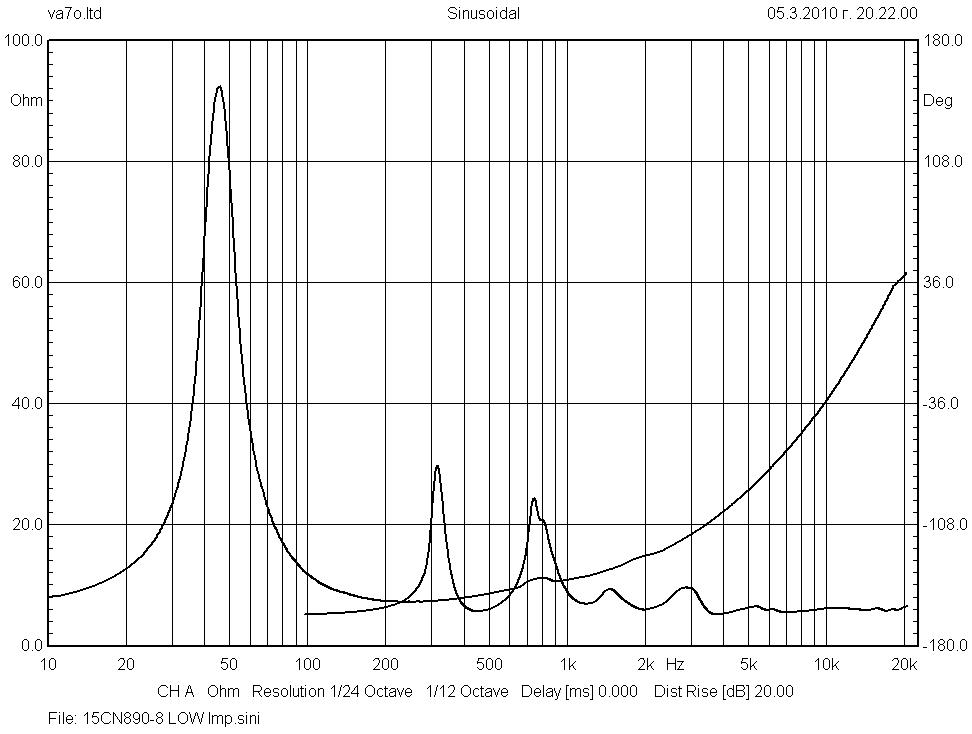 va7o.ltd Sinusoidal 05.3.2010 г. 20.22.00
100.0 180.0
Ohm Deg
80.0 108.0
60.0 36.0
40.0 -36.0
20.0 -108.0
0.0 -180.0
10 20 50 100 200 500 1k 2k Hz 5k 10k 20k
CH A Ohm Resolution 1/24 Octave 1/12 Octave Delay [ms] 0.000 Dist Rise [dB] 20.00
File: 15CN890-8 LOW Imp.sini